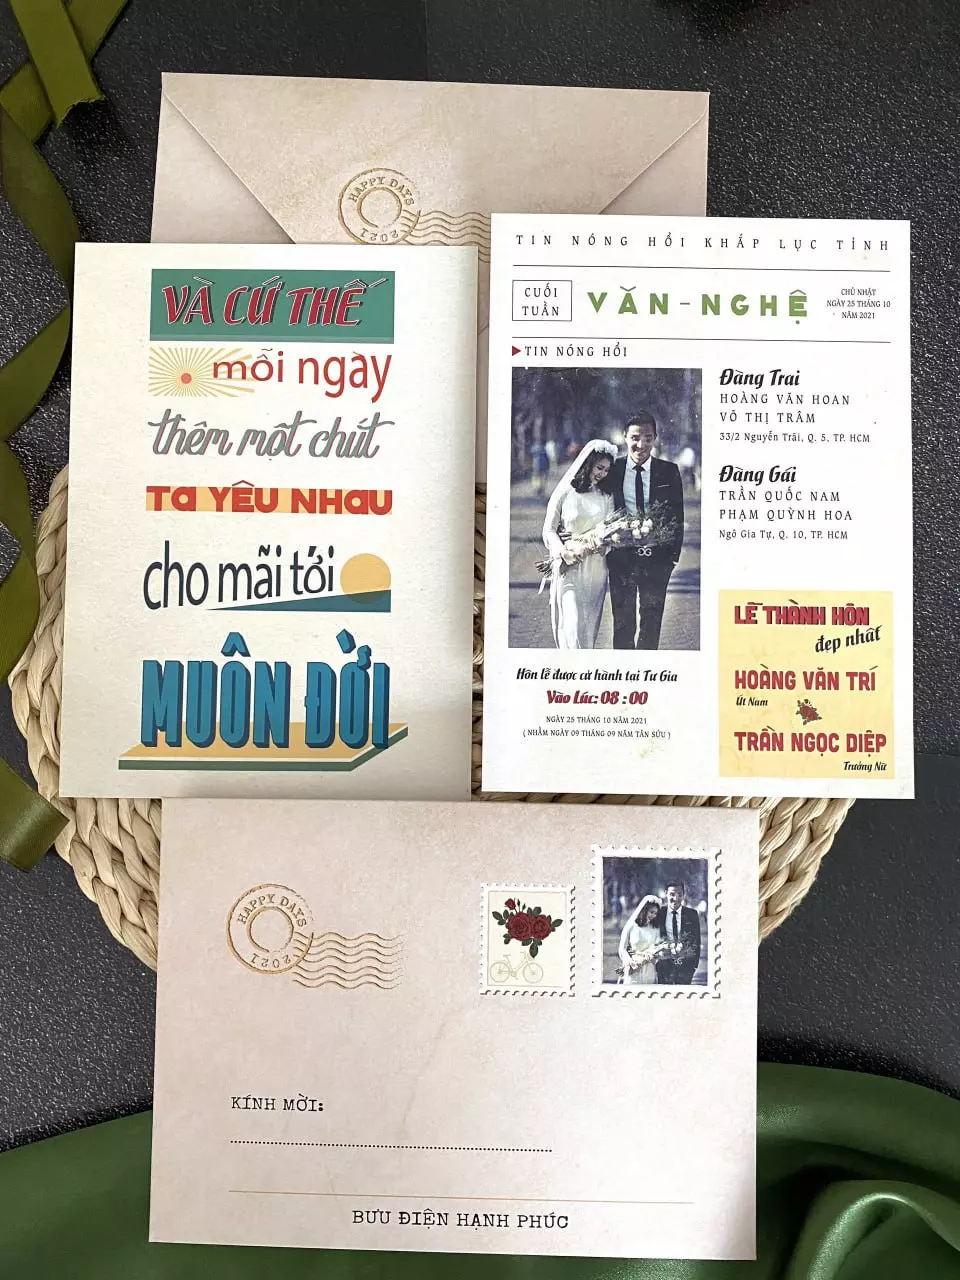 HAPPY DAYS
2021
VÀ CỨ THẾ
mỗi ngày
thêm một chút
TA YÊU NHAU
cho mãi tới
MUÔN ĐỜI
TIN NÓNG HỔI KHẮP LỤC TỈNH
CUỐI
TUẦN
VĂN-NGHỆ
CHỦ NHẬT
NGÀY 25 THÁNG 10
NĂM 2021
TIN NÓNG HỔI
Đàng Trai
HOÀNG VĂN HOAN
VÕ THỊ TRÂM
33/2 Nguyễn Trãi, Q. 5, TP. HCM
Đàng Gái
TRẦN QUỐC NAM
PHẠM QUỲNH HOA
Ngô Gia Tự, Q. 10, TP. HCM
LỄ THÀNH HÔN
đẹp nhất
HOÀNG VĂN TRÍ
Út Nam
TRẦN NGỌC DIỆP
Trưởng Nữ
Hôn lễ được cử hành tại Tư Gia
Vào Lúc: 08 : 00
NGÀY 25 THÁNG 10 NĂM 2021
( NHẰM NGÀY 09 THÁNG 09 NĂM TÂN SỬU )
HAPPY DAYS
2021
KÍNH MỜI:
BƯU ĐIỆN HẠNH PHÚC